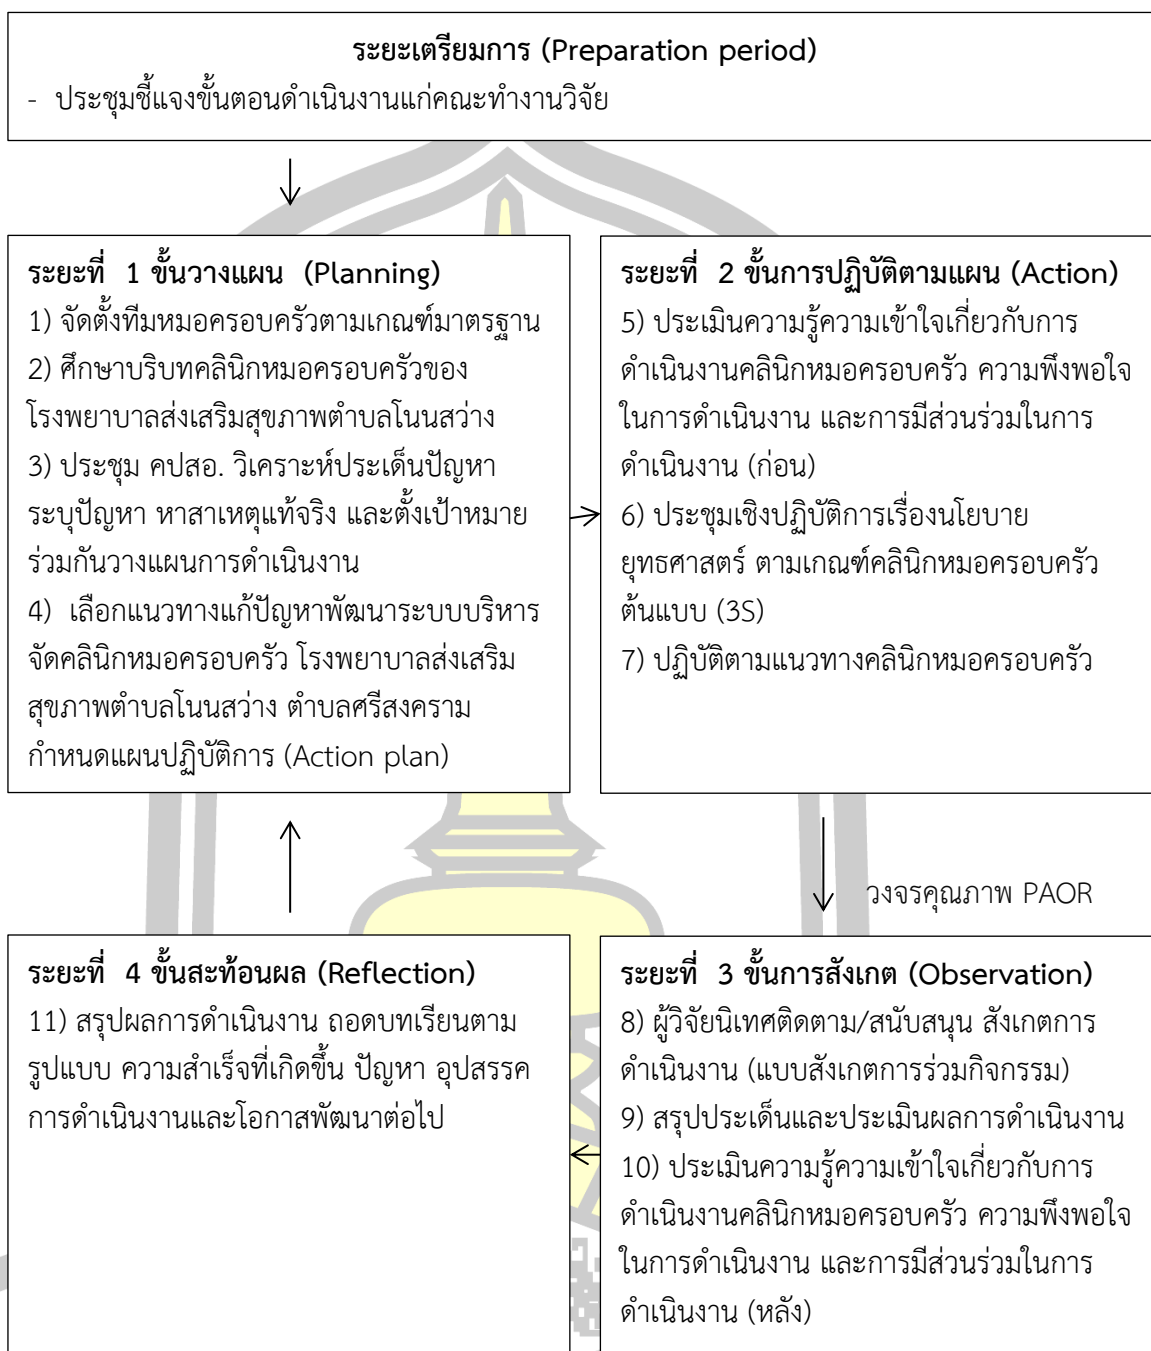 ระยะเตรียมการ (Preparation period)
- ประชุมชี้แจงขั้นตอนดำเนินงานแก่คณะทำงานวิจัย
ระยะที่ 1 ขั้นวางแผน (Planning)
1) จัดตั้งทีมหมอครอบครัวตามเกณฑ์มาตรฐาน
2) ศึกษาบริบทคลินิกหมอครอบครัวของ
โรงพยาบาลส่งเสริมสุขภาพตำบลโนนสว่าง
3) ประชุม คปสอ. วิเคราะห์ประเด็นปัญหา
ระบุปัญหา หาสาเหตุแท้จริง และตั้งเป้าหมาย
ร่วมกันวางแผนการดำเนินงาน
4) เลือกแนวทางแก้ปัญหาพัฒนาระบบบริหาร
จัดคลินิกหมอครอบครัว โรงพยาบาลส่งเสริม
สุขภาพตำบลโนนสว่าง ตำบลศรีสงคราม
กำหนดแผนปฏิบัติการ (Action plan)
ระยะที่ 2 ขั้นการปฏิบัติตามแผน (Action)
5) ประเมินความรู้ความเข้าใจเกี่ยวกับการ
ดำเนินงานคลินิกหมอครอบครัว ความพึงพอใจ
ในการดำเนินงาน และการมีส่วนร่วมในการ
ดำเนินงาน (ก่อน)
6) ประชุมเชิงปฏิบัติการเรื่องนโยบาย
ยุทธศาสตร์ ตามเกณฑ์คลินิกหมอครอบครัว
ต้นแบบ (3S)
7) ปฏิบัติตามแนวทางคลินิกหมอครอบครัว
วงจรคุณภาพ PAOR
ระยะที่ 3 ขั้นการสังเกต (Observation)
8) ผู้วิจัยนิเทศติดตาม/สนับสนุน สังเกตการ
ดำเนินงาน (แบบสังเกตการร่วมกิจกรรม)
9) สรุปประเด็นและประเมินผลการดำเนินงาน
10) ประเมินความรู้ความเข้าใจเกี่ยวกับการ
ดำเนินงานคลินิกหมอครอบครัว ความพึงพอใจ
ในการดำเนินงาน และการมีส่วนร่วมในการ
ดำเนินงาน (หลัง)
ระยะที่ 4 ขั้นสะท้อนผล (Reflection)
11) สรุปผลการดำเนินงาน ถอดบทเรียนตาม
รูปแบบ ความสำเร็จที่เกิดขึ้น ปัญหา อุปสรรค
การดำเนินงานและโอกาสพัฒนาต่อไป